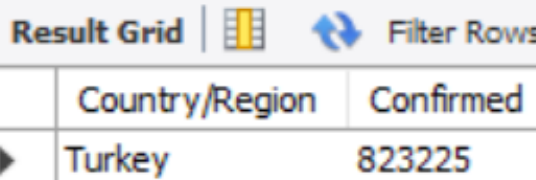 Result Grid Filter Rows
Country/Region Confirmed
Turkey 823225